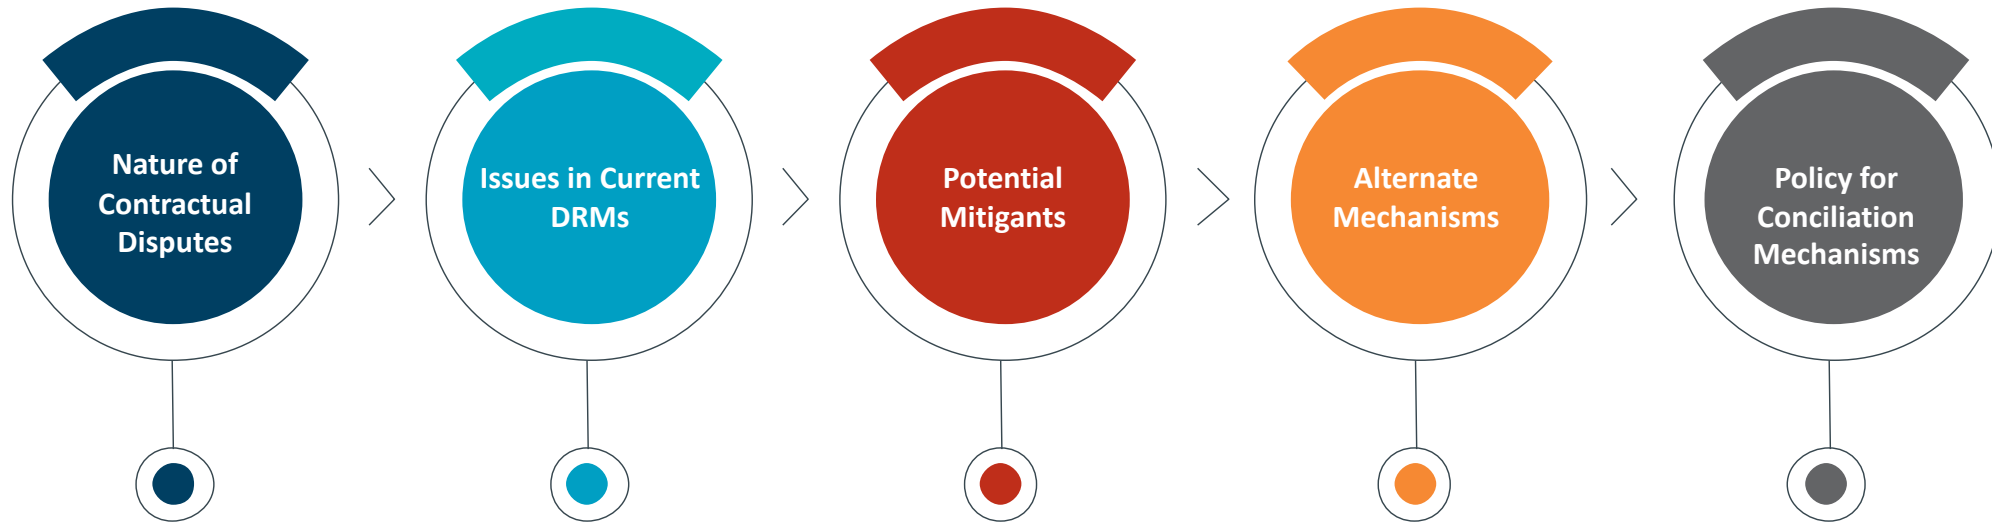 Nature of
Contractual
Disputes
Issues in Current
DRMs
Potential
Mitigants
Alternate
Mechanisms
Policy for
Conciliation
Mechanisms